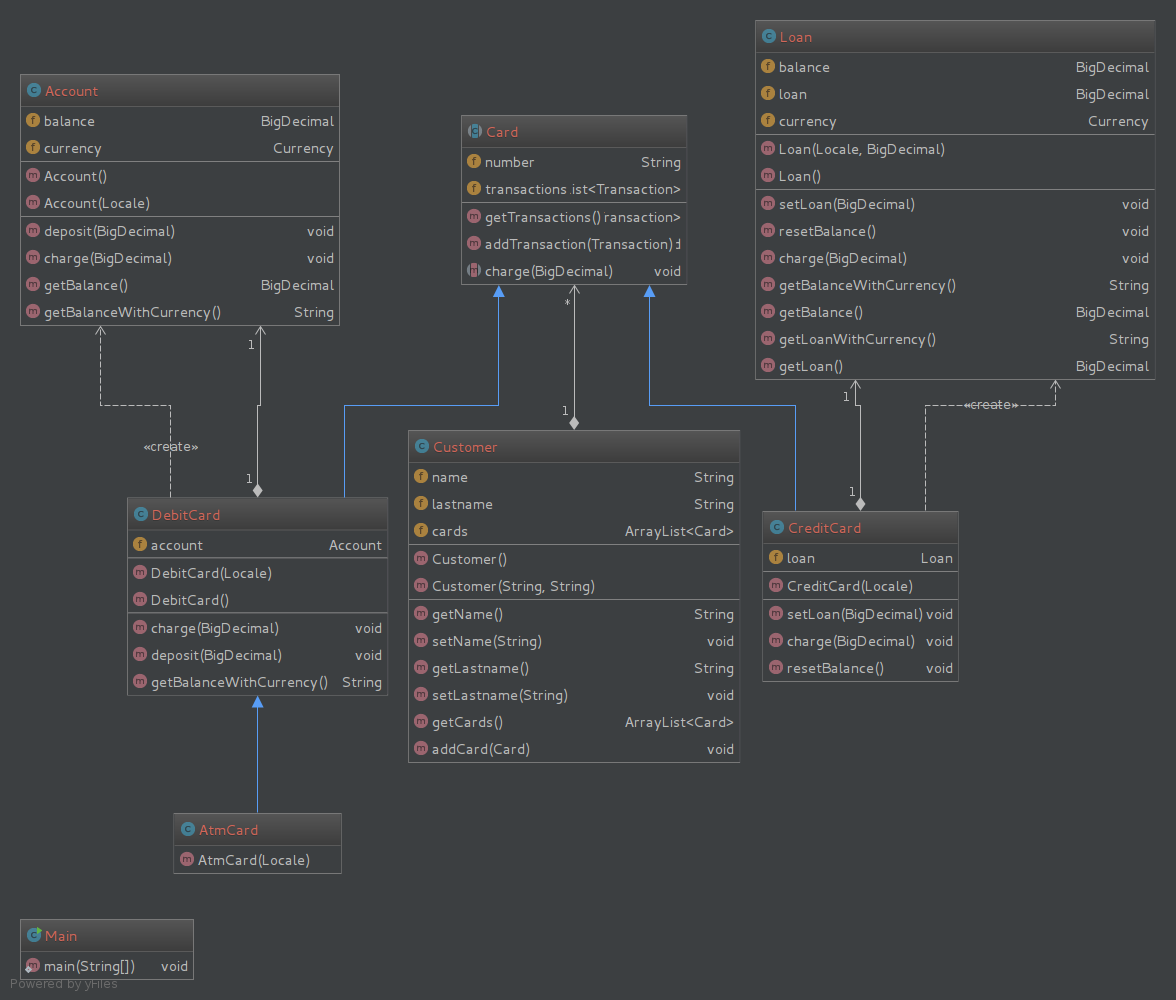 Account
balance BigDecimal
currency Currency
Account()
Account(Locale)
deposit(BigDecimal) void
charge(BigDecimal) void
getBalance() BigDecimal
getBalanceWithCurrency() String
Card
number String
transactions ist<Transaction>
getTransactions() ransaction>
addTransaction(Transaction)
charge(BigDecimal) void
Loan
balance BigDecimal
loan BigDecimal
currency Currency
Loan(Locale, BigDecimal)
Loan()
setLoan(BigDecimal) void
resetBalance() void
charge(BigDecimal) void
getBalanceWithCurrency() String
getBalance() BigDecimal
getLoanWithCurrency() String
getLoan() BigDecimal
1
«create»
1
*
1
1
«create»
1
DebitCard
account Account
DebitCard(Locale)
DebitCard()
charge(BigDecimal) void
deposit(BigDecimal) void
getBalanceWithCurrency() String
Customer
name String
lastname String
cards ArrayList<Card>
Customer()
Customer(String, String)
getName() String
setName(String) void
getLastname() String
setLastname(String) void
getCards() ArrayList<Card>
addCard(Card) void
CreditCard
loan Loan
CreditCard(Locale)
setLoan(BigDecimal) void
charge(BigDecimal) void
resetBalance() void
AtmCard
AtmCard(Locale)
Main
main(String[]) void
Powered by yFiles